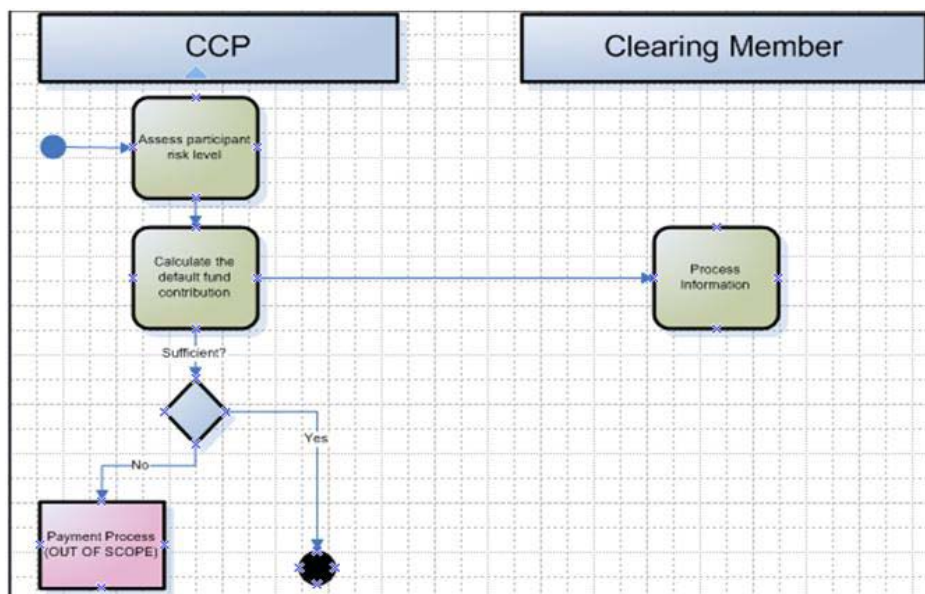 CCP
Clearing Member
Assess participant
risk level
Calculate the
default fund
contribution
Process
Information
Sufficient?
Yes
No
Payment Process
(OUT OF SCOPE)